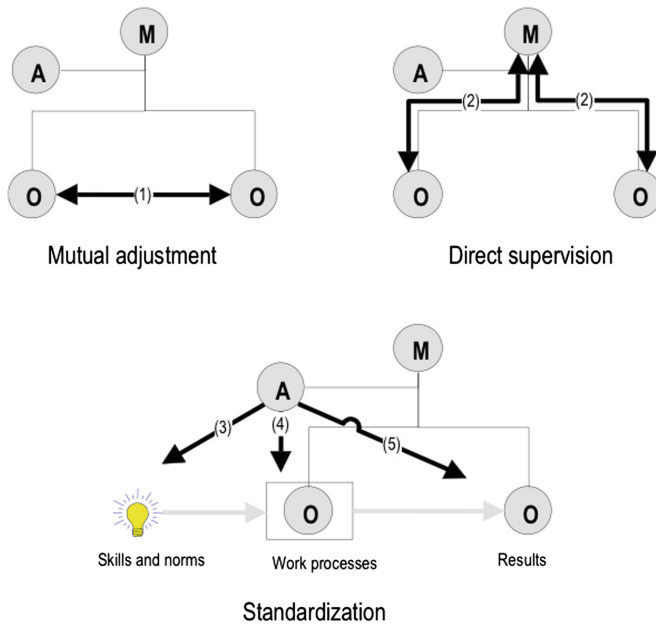 M
M
A
A
(2)
(2)
O
(1)
O
O
O
Mutual adjustment
Direct supervision
M
A
(3)
(4)
(5)
O
O
Skills and norms
Work processes
Results
Standardization